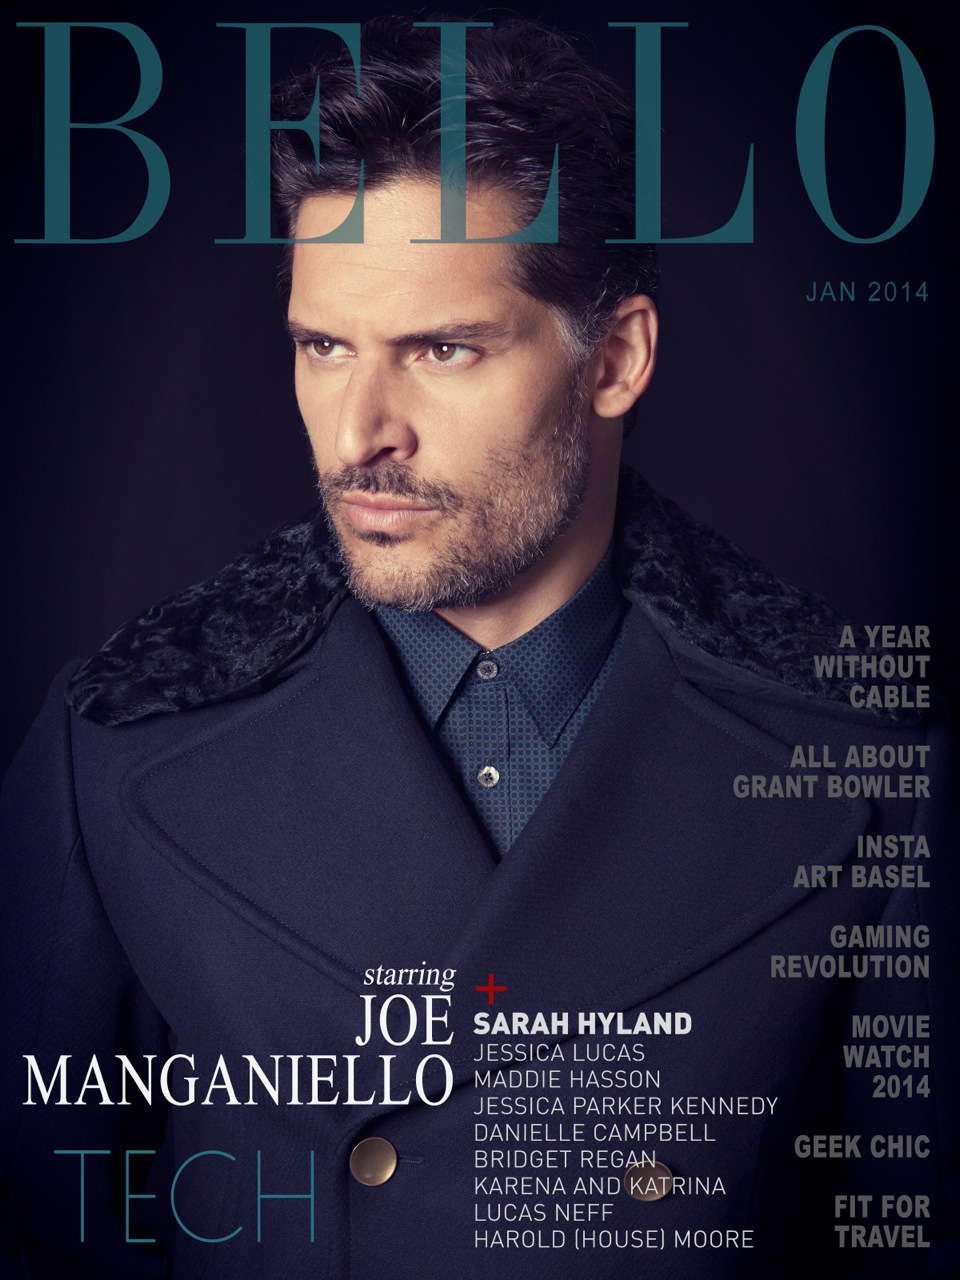 BELLO
JAN 2014
A YEAR
WITHOUT
CABLE
ALL ABOUT
GRANT BOWLER
INSTA
ART BASEL
GAMING
REVOLUTION
MOVIE
WATCH
2014
GEEK CHIC
FIT FOR
TRAVEL
starring
JOE
MANGANIELLO
TECH
+
SARAH HYLAND
JESSICA LUCAS
MADDIE HASSON
JESSICA PARKER KENNEDY
DANIELLE CAMPBELL
BRIDGET REGAN
KARENA AND KATRINA
LUCAS NEFF
HAROLD (HOUSE) MOORE